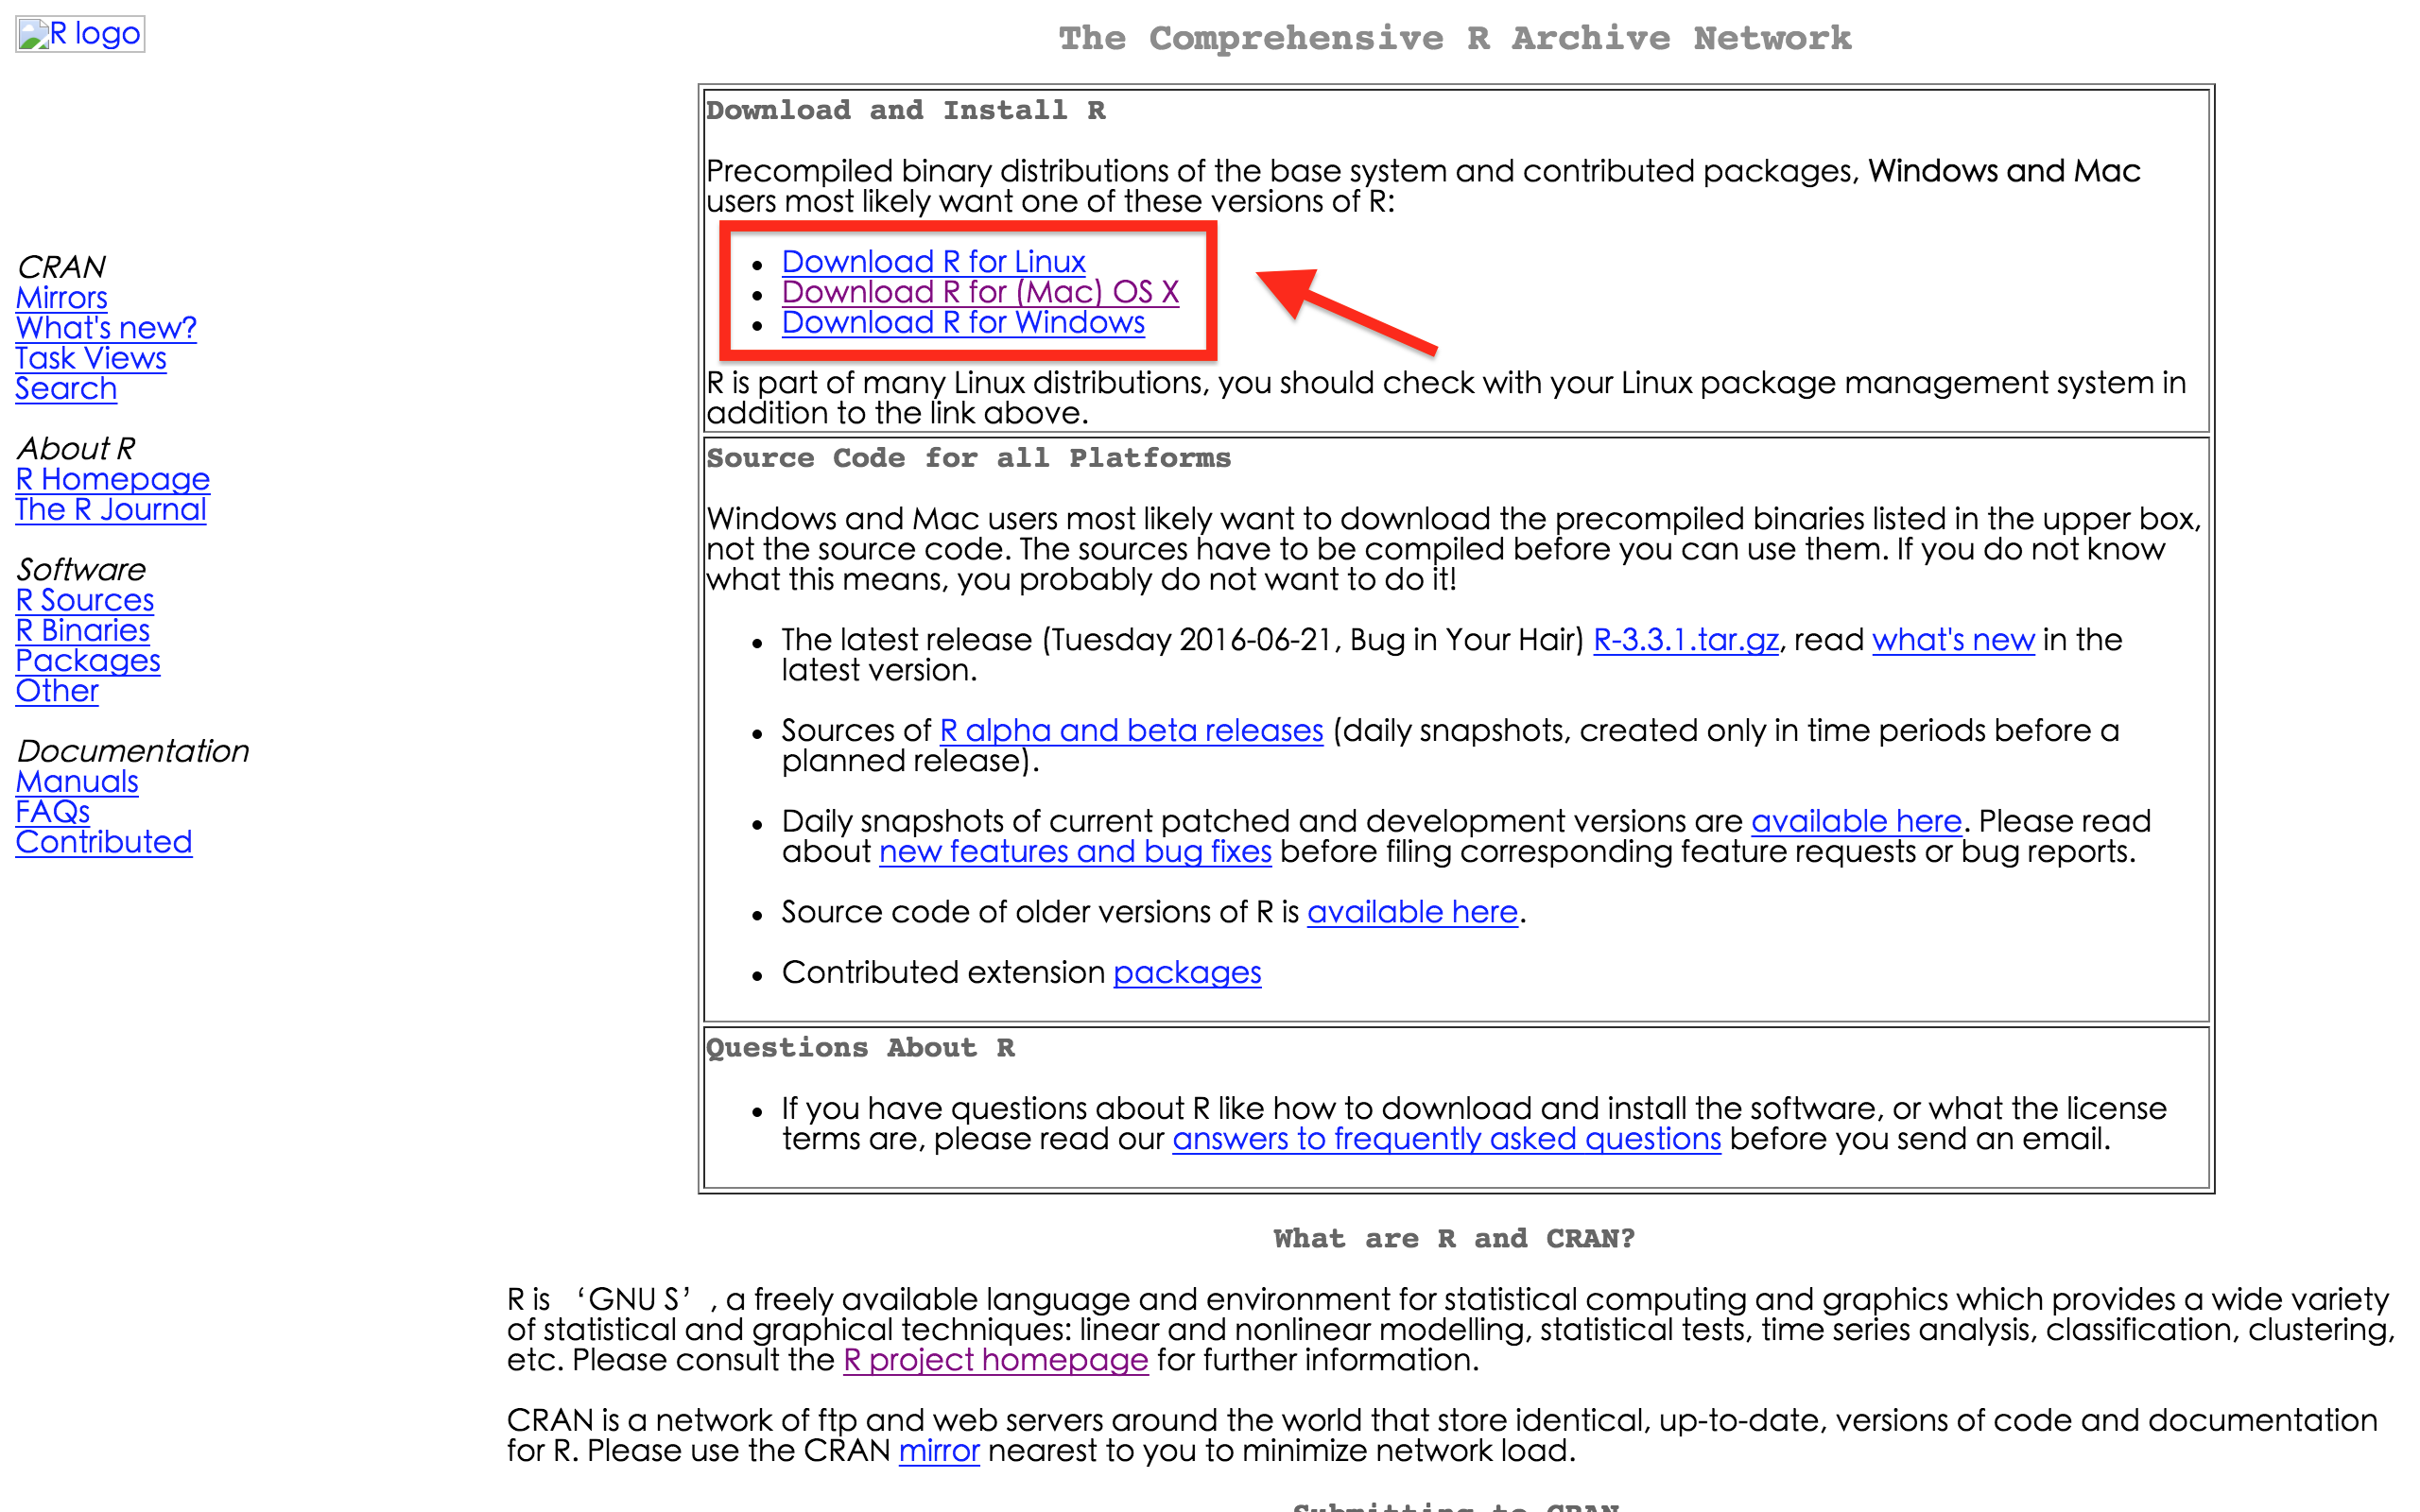 R logo
CRAN
Mirrors
What's new?
Task Views
Search
About R
R Homepage
The R Journal
Software
R Sources
R Binaries
Packages
Other
Documentation
Manuals
FAQs
Contributed
The Comprehensive R Archive Network
Download and Install R
Precompiled binary distributions of the base system and contributed packages, Windows and Mac
users most likely want one of these versions of R:
Download R for Linux
Download R for (Mac) OS X
Download R for Windows
R is part of many Linux distributions, you should check with your Linux package management system in
addition to the link above.
Source Code for all Platforms
Windows and Mac users most likely want to download the precompiled binaries listed in the upper box,
not the source code. The sources have to be compiled before you can use them. If you do not know
what this means, you probably do not want to do it!
The latest release (Tuesday 2016-06-21, Bug in Your Hair) R-3.3.1.tar.gz, read what's new in the
latest version.
Sources of R alpha and beta releases (daily snapshots, created only in time periods before a
planned release).
Daily snapshots of current patched and development versions are available here. Please read
about new features and bug fixes before filing corresponding feature requests or bug reports.
Source code of older versions of R is available here.
Contributed extension packages
Questions About R
If you have questions about R like how to download and install the software, or what the license
terms are, please read our answers to frequently asked questions before you send an email.
What are R and CRAN?
R is ‘GNU S’, a freely available language and environment for statistical computing and graphics which provides a wide variety
of statistical and graphical techniques: linear and nonlinear modelling, statistical tests, time series analysis, classification, clustering,
etc. Please consult the R project homepage for further information.
CRAN is a network of ftp and web servers around the world that store identical, up-to-date, versions of code and documentation
for R. Please use the CRAN mirror nearest to you to minimize network load.
Submitting to CRAN